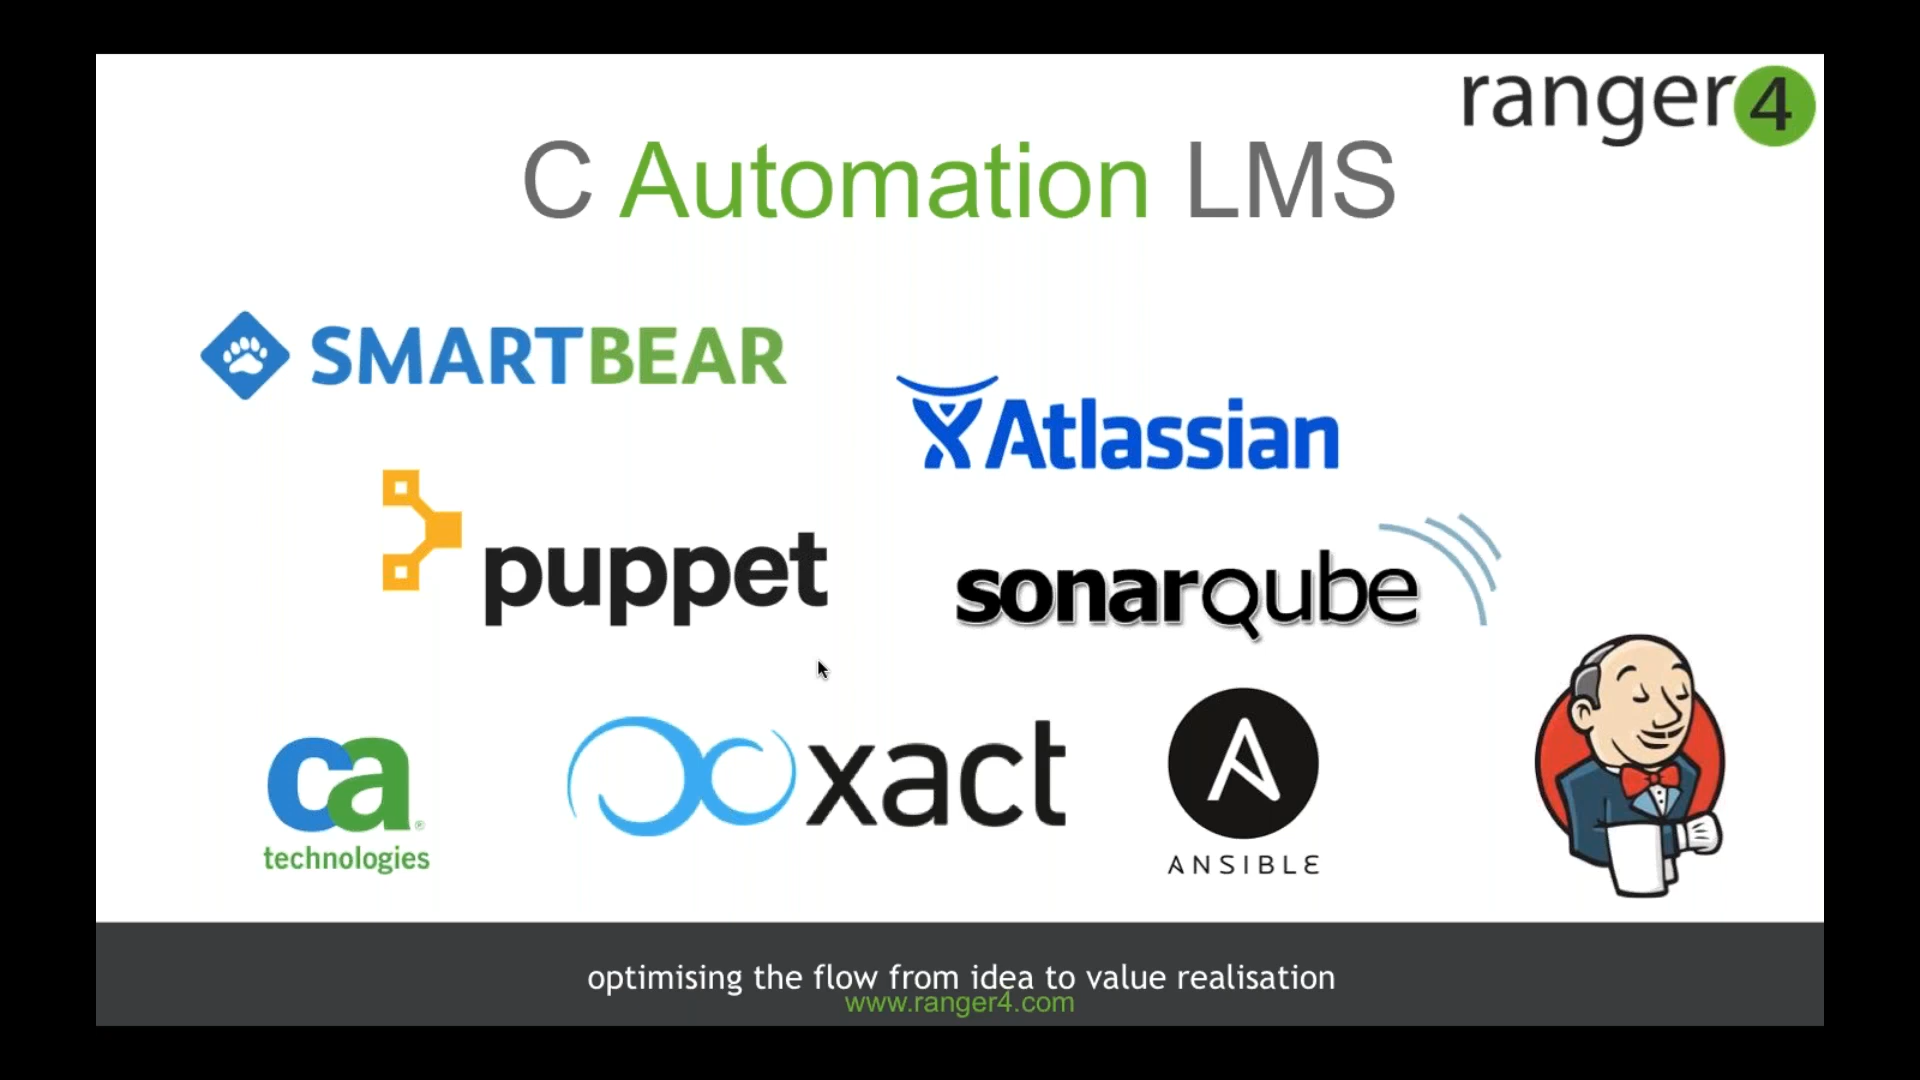 ranger4
C Automation LMS
SMARTBEAR
Atlassian
puppet
sonarqube
ca
technologies
xact
ANSIBLE
optimising the flow from idea to value realisation
www.ranger4.com